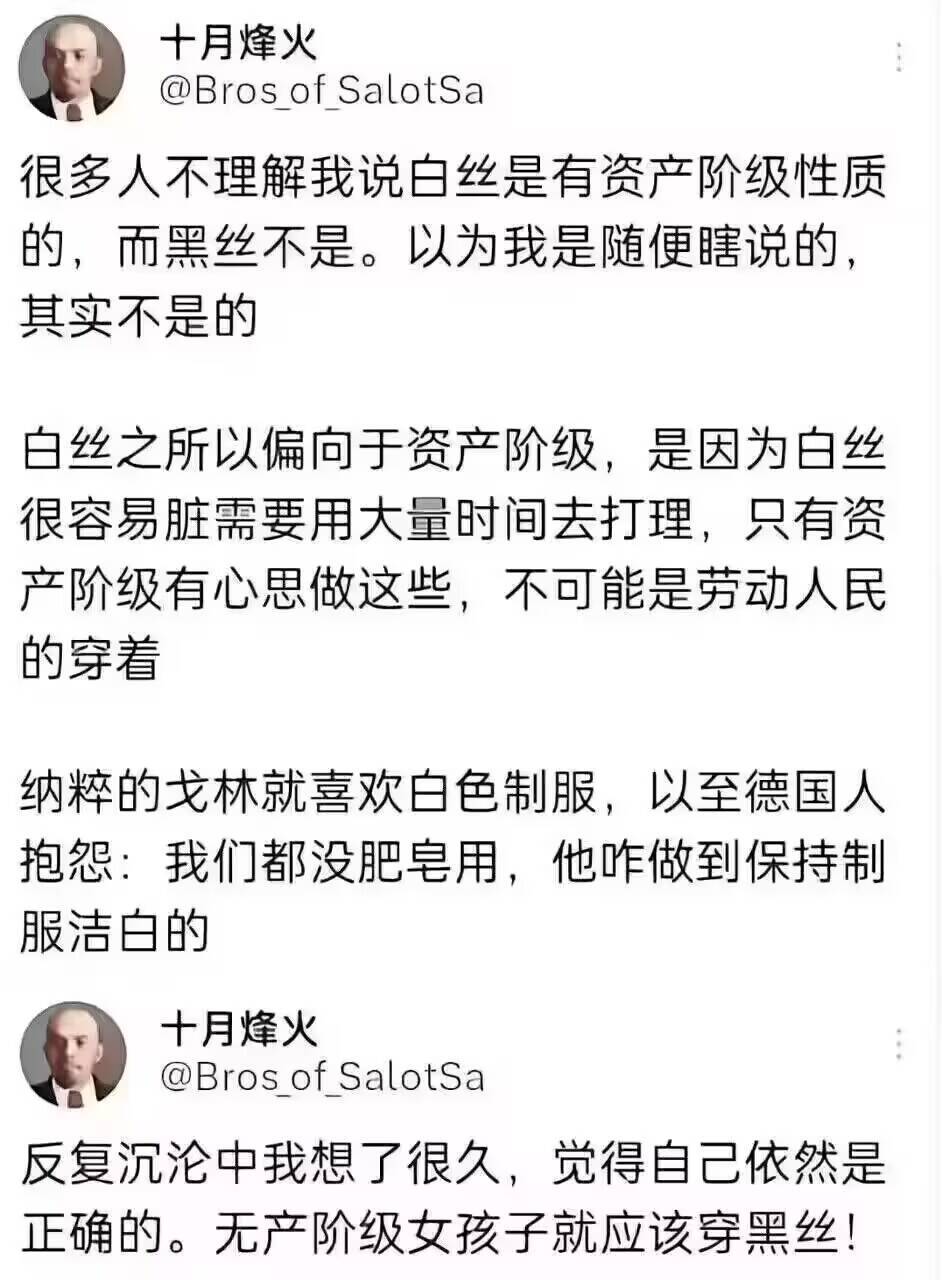 十月烽火
@Bros_of_SalotSa
很多人不理解我说白丝是有资产阶级性质
的，而黑丝不是。以为我是随便瞎说的，
其实不是的
白丝之所以偏向于资产阶级，是因为白丝
很容易脏需要用大量时间去打理，只有资
产阶级有心思做这些，不可能是劳动人民
的穿着
纳粹的戈林就喜欢白色制服，以至德国人
抱怨：我们都没肥皂用，他咋做到保持制
服洁白的
十月烽火
@Bros_of_SalotSa
反复沉沦中我想了很久，觉得自己依然是
正确的。无产阶级女孩子就应该穿黑丝！